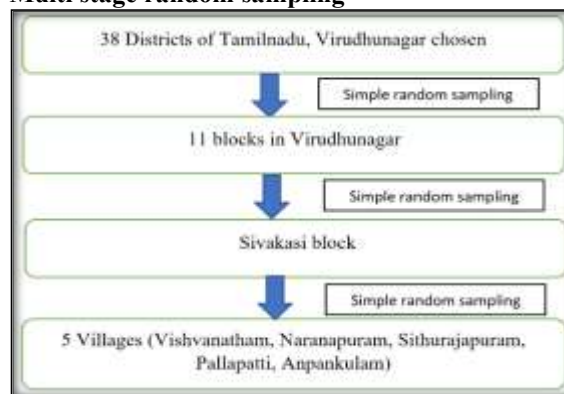 Multi stage random sampling
38 Districts of Tamilnadu, Virudhunagar chosen
Simple random sampling
11 blocks in Virudhunagar
Simple random sampling
Sivakasi block
Simple random sampling
5 Villages (Vishvanatham, Naranapuram, Sithurajapuram,
Pallapatti, Anpankulam)